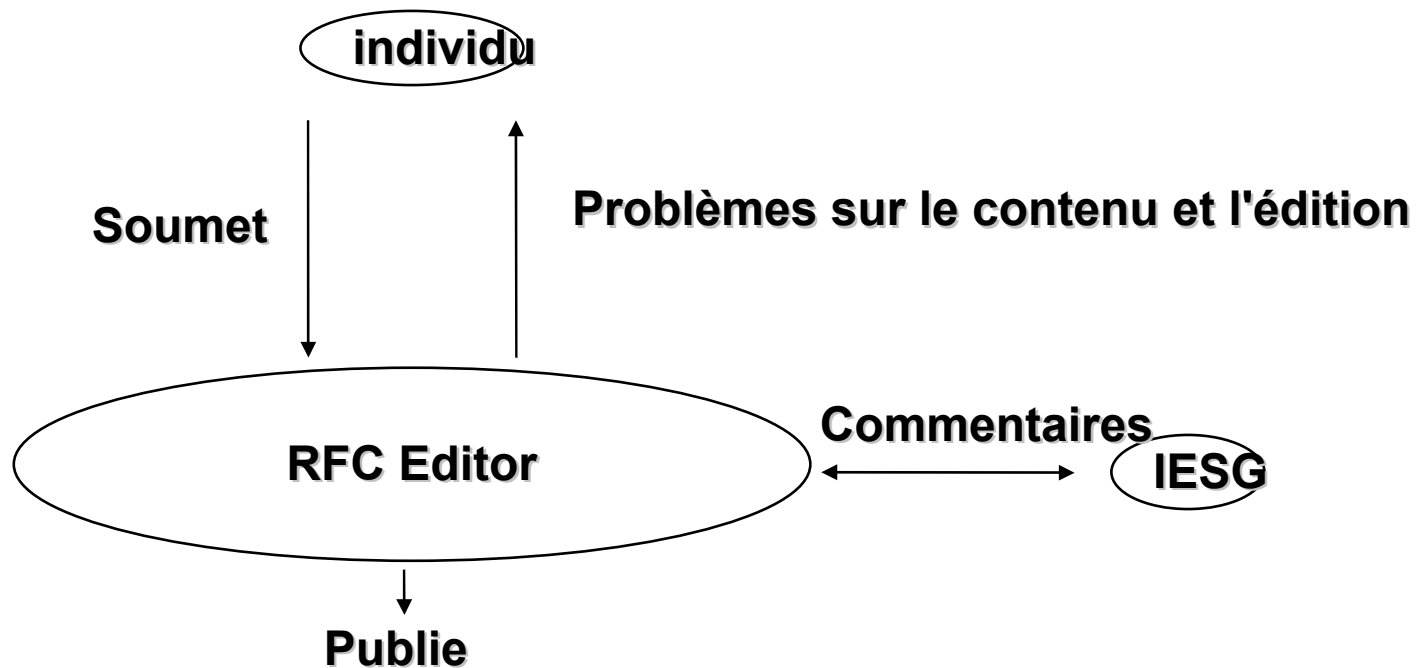 individu
Soumet
Problèmes sur le contenu et l'édition
Commentaires
RFC Editor
IESG
Publie